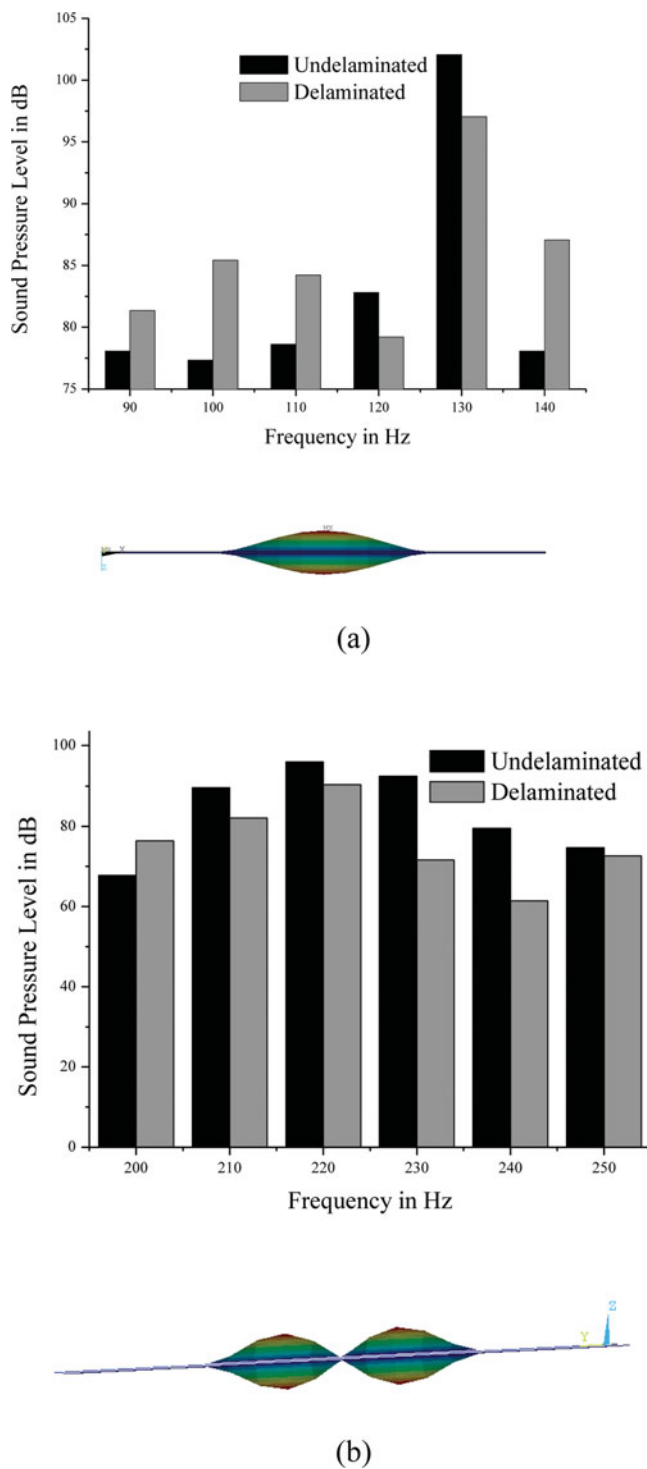 105
100
95
90
85
80
75
Sound Pressure Level in dB
Undelaminated
Delaminated
90 100 110 120 130 140
Frequency in Hz
MX
X
(a)
100
80
60
40
20
0
Sound Pressure Level in dB
Undelaminated
Delaminated
200 210 220 230 240 250
Frequency in Hz
Z
Y
(b)